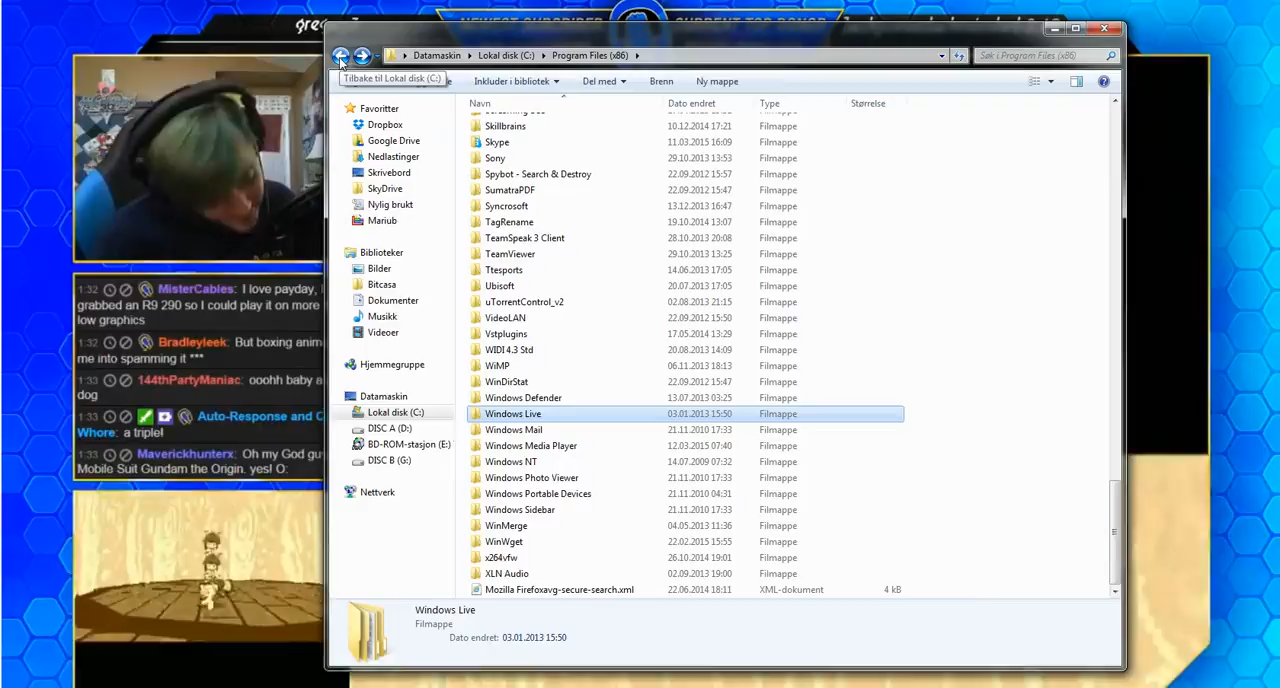 Datamaskin Lokal disk (C:) Program Files (x86)
Søk i Program Files (x86)
Tilbake til Lokal disk (C:)
Inkluder i bibliotek
Del med
Brenn
Ny mappe
Navn
Dato endret
Type
Størrelse
Favoritter
Dropbox
Google Drive
Nedlastinger
Skrivebord
SkyDrive
Nylig brukt
Mariub
Biblioteker
Bilder
Bitcasa
Dokumenter
Musikk
Videoer
Hjemmegruppe
Datamaskin
Lokal disk (C:)
DISC A (D:)
BD-ROM-stasjon (E:)
DISC B (G:)
Nettverk
Skillbrains 10.12.2014 17:21 Filmappe
Skype 11.03.2015 16:09 Filmappe
Sony 29.10.2013 13:53 Filmappe
Spybot - Search & Destroy 22.09.2012 15:57 Filmappe
SumatraPDF 22.09.2012 15:47 Filmappe
Syncrosoft 13.12.2013 16:47 Filmappe
TagRename 19.10.2014 13:07 Filmappe
TeamSpeak 3 Client 28.10.2013 20:08 Filmappe
TeamViewer 29.10.2013 13:25 Filmappe
Ttesports 14.06.2013 17:05 Filmappe
Ubisoft 20.07.2013 17:05 Filmappe
uTorrentControl_v2 02.08.2013 21:15 Filmappe
VideoLAN 22.09.2012 15:50 Filmappe
Vstplugins 17.05.2014 13:29 Filmappe
WIDI 4.3 Std 20.08.2013 14:09 Filmappe
WiMP 06.11.2013 18:13 Filmappe
WinDirStat 22.09.2012 15:47 Filmappe
Windows Defender 13.07.2013 03:25 Filmappe
Windows Live 03.01.2013 15:50 Filmappe
Windows Mail 21.11.2010 17:33 Filmappe
Windows Media Player 12.03.2015 07:40 Filmappe
Windows NT 14.07.2009 07:32 Filmappe
Windows Photo Viewer 21.11.2010 17:33 Filmappe
Windows Portable Devices 21.11.2010 04:31 Filmappe
Windows Sidebar 21.11.2010 17:33 Filmappe
WinMerge 04.05.2013 11:36 Filmappe
WinWget 22.02.2015 15:55 Filmappe
x264vfw 26.10.2014 19:01 Filmappe
XLN Audio 02.09.2013 19:00 Filmappe
Mozilla Firefoxavg-secure-search.xml 22.06.2014 18:11 XML-dokument 4 kB
Windows Live
Filmappe
Dato endret: 03.01.2013 15:50
1:32 MisterCables: I love payday, I
grabbed an R9 290 so I could play it on more
low graphics
1:32 Bradleyleek: But boxing anim
me into spamming it ***
1:33 144thPartyManiac: ooohh baby a
dog
1:33 Auto-Response and C
Whore: a triple!
1:33 Maverickhunterx: Oh my God gu
Mobile Suit Gundam the Origin. yes! O: